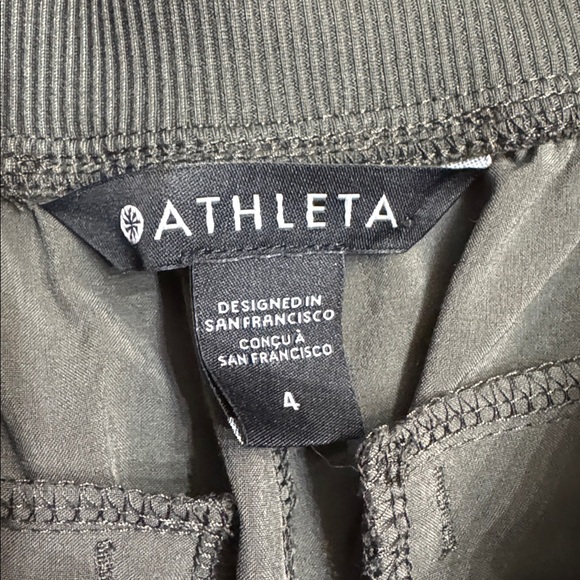 ATHLETA
DESIGNED IN
SAN FRANCISCO
CONÇU À
SAN FRANCISCO
4